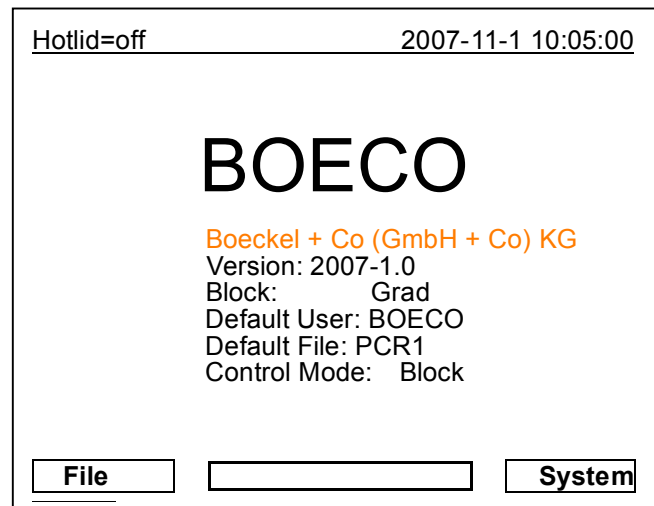 Hotlid=off 2007-11-1 10:05:00
BOECO
Boeckel + Co (GmbH + Co) KG
Version: 2007-1.0
Block: Grad
Default User: BOECO
Default File: PCR1
Control Mode: Block
File System